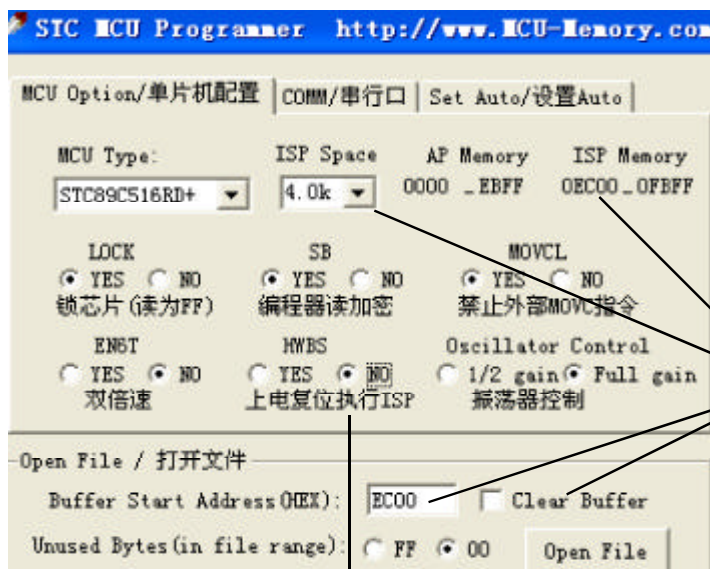 STC MCU Programmer http://www.MCU-Memory.com
MCU Option/单片机配置 COMM/串行口 Set Auto/设置Auto
MCU Type: ISP Space AP Memory ISP Memory
STC89C516RD+ 4.0k 0000 _ EBFF 0EC00_0FBFF
LOCK SB MOVCL
YES NO YES NO YES NO
锁芯片(读为FF) 编程器读加密 禁止外部MOVC指令
EN6T HWBS Oscillator Control
YES NO YES NO 1/2 gain Full gain
双倍速 上电复位执行ISP 振荡器控制
Open File / 打开文件
Buffer Start Address(HEX): EC00 Clear Buffer
Unused Bytes(in file range): FF 00 Open File